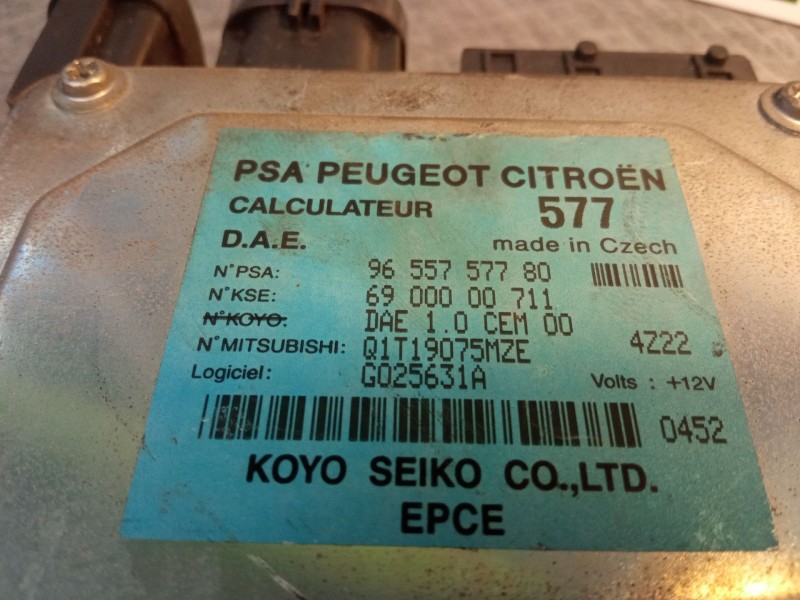 PSA PEUGEOT CITROËN
CALCULATEUR 577
D.A.E. made in Czech
N°PSA: 96 557 577 80
N°KSE: 69 000 00 711
N°KOYO: DAE 1.0 CEM 00
N°MITSUBISHI: Q1T19075MZE 4Z22
Logiciel: G025631A Volts : +12V
0452
KOYO SEIKO CO.,LTD.
EPCE